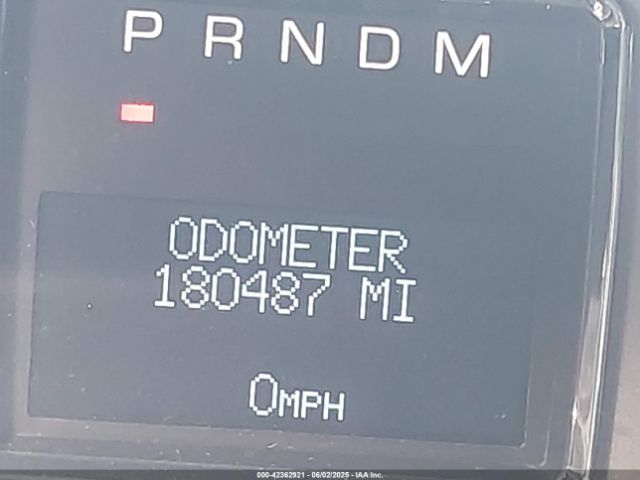 P R N D M
ODOMETER
180487 MI
0MPH
000-42362921 - 06/02/2025 - IAA Inc.